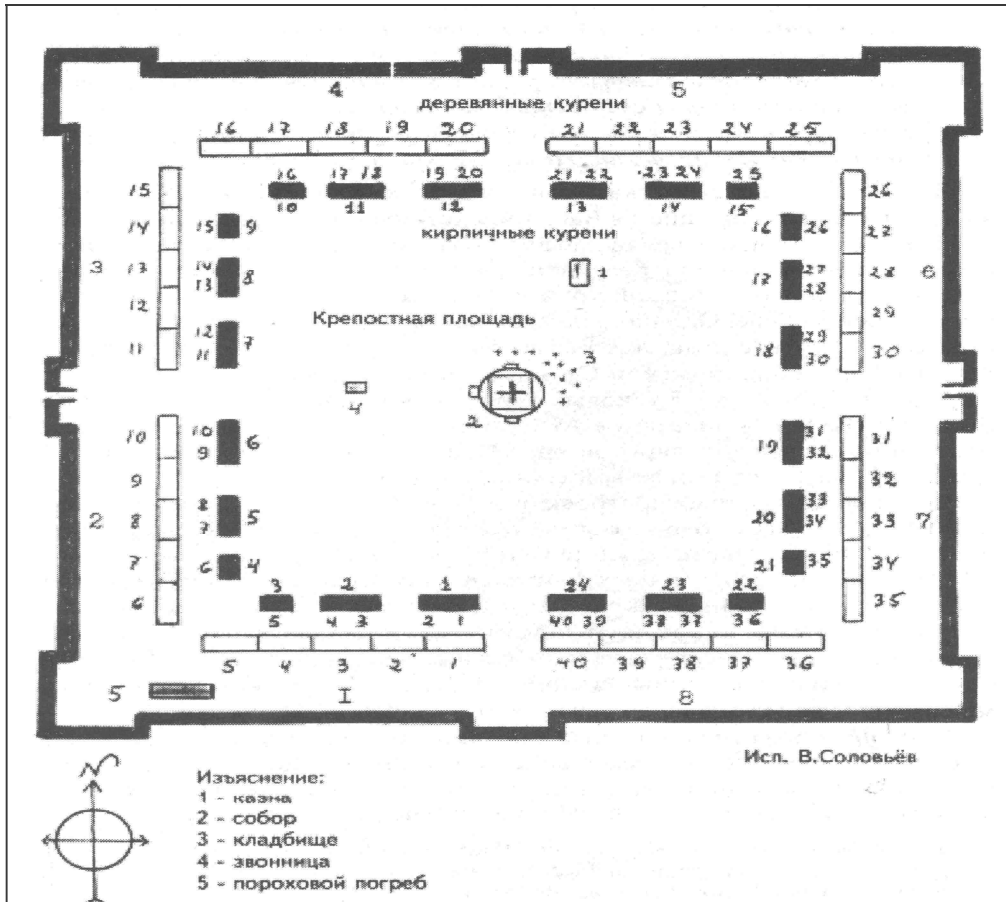 4 5
деревянные курени
16 17 18 19 20 21 22 23 24 25
16 17 18 19 20 21 22 23 24 25
10 11 12 13 14 15
кирпичные курени
15 14 13 12 11
15 9
14 13 8
12 11 7
3
1
16 26
17 27 28
18 29 30
26 27 28 29 30
6
Крепостная площадь
3
4
2
10 9 8 7 6
10 9 6
8 7 5
6 4
2
19 31 32
20 33 34
21 35
31 32 33 34 35
7
3 2 1 24 23 22
5 4 3 2 1 40 39 38 37 36
5 4 3 2 1 40 39 38 37 36
5 I 8
Исп. В.Соловьёв
N
Изъяснение:
1 - казна
2 - собор
3 - кладбище
4 - звонница
5 - пороховой погреб